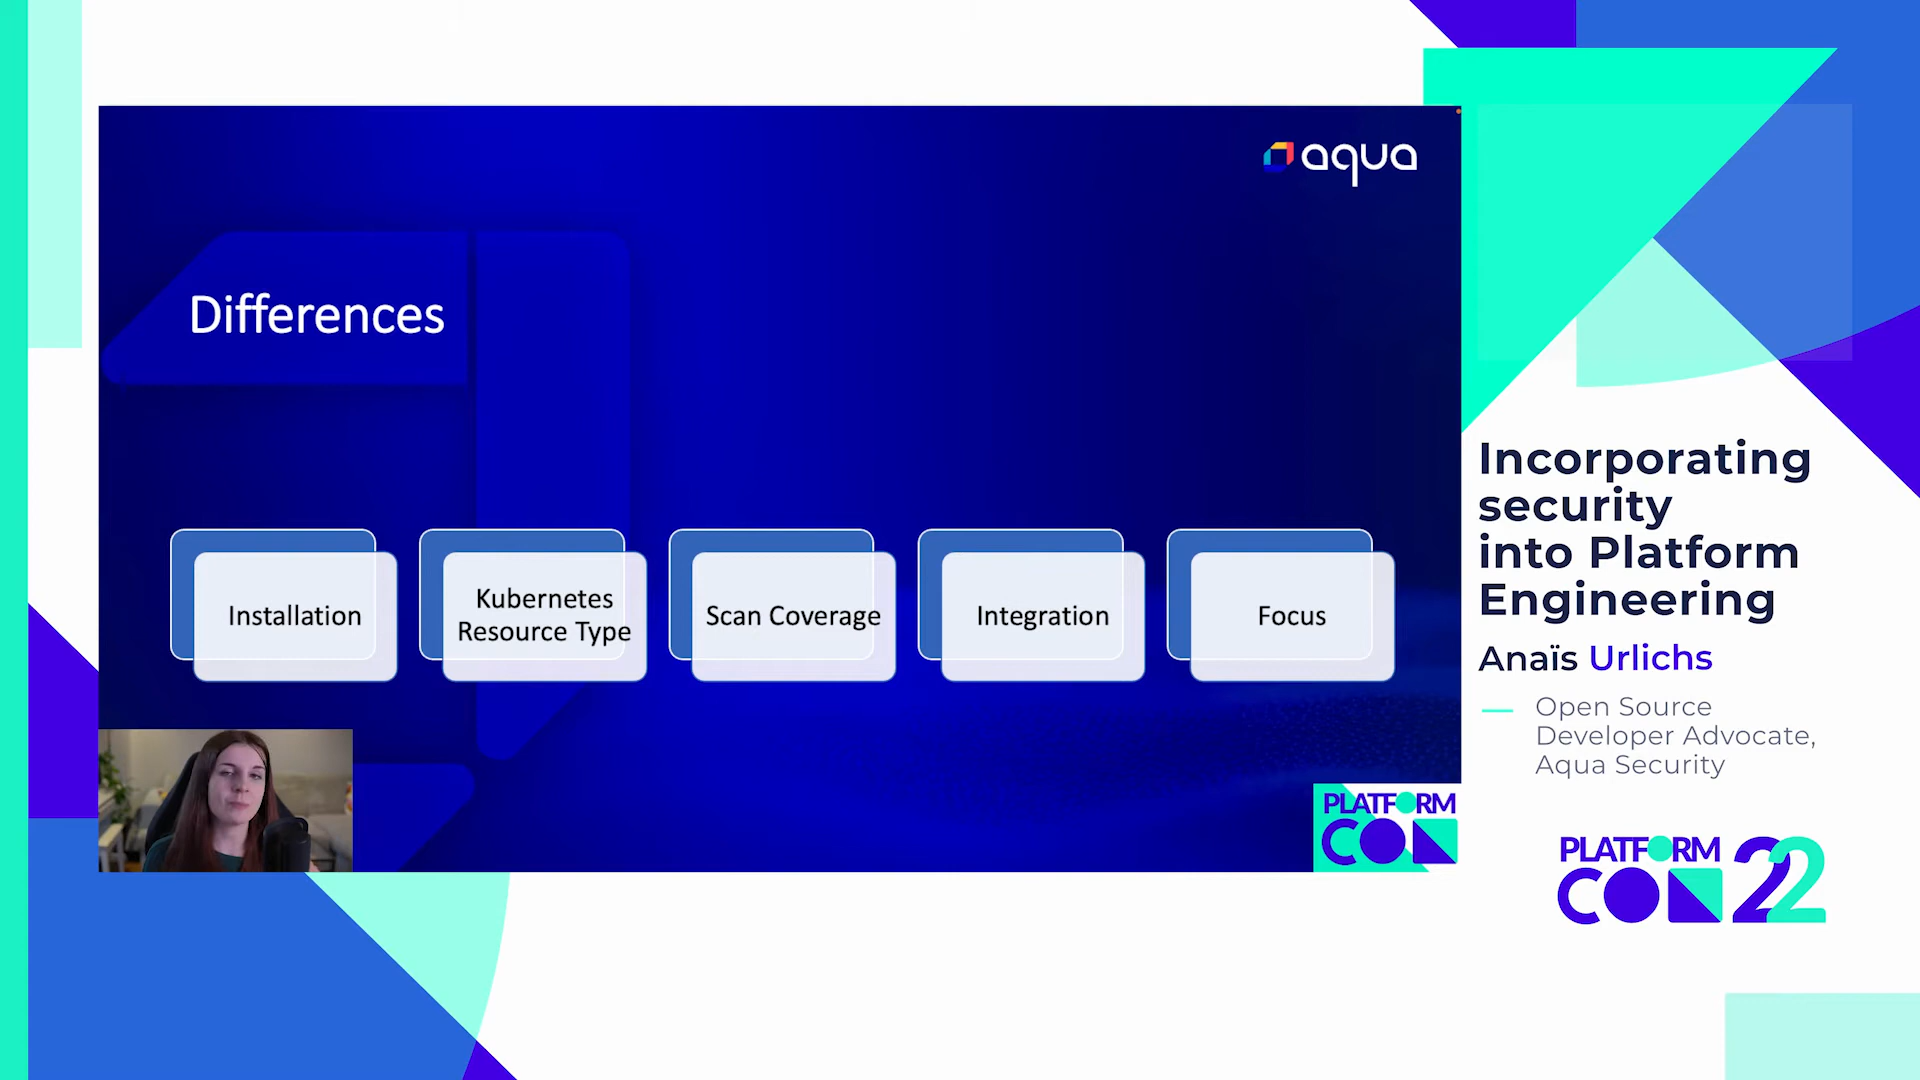 aqua
Differences
Installation
Kubernetes
Resource Type
Scan Coverage
Integration
Focus
PLATFORM
CON
Incorporating
security
into Platform
Engineering
Anaïs Urlichs
Open Source
Developer Advocate,
Aqua Security
PLATFORM
CON 22